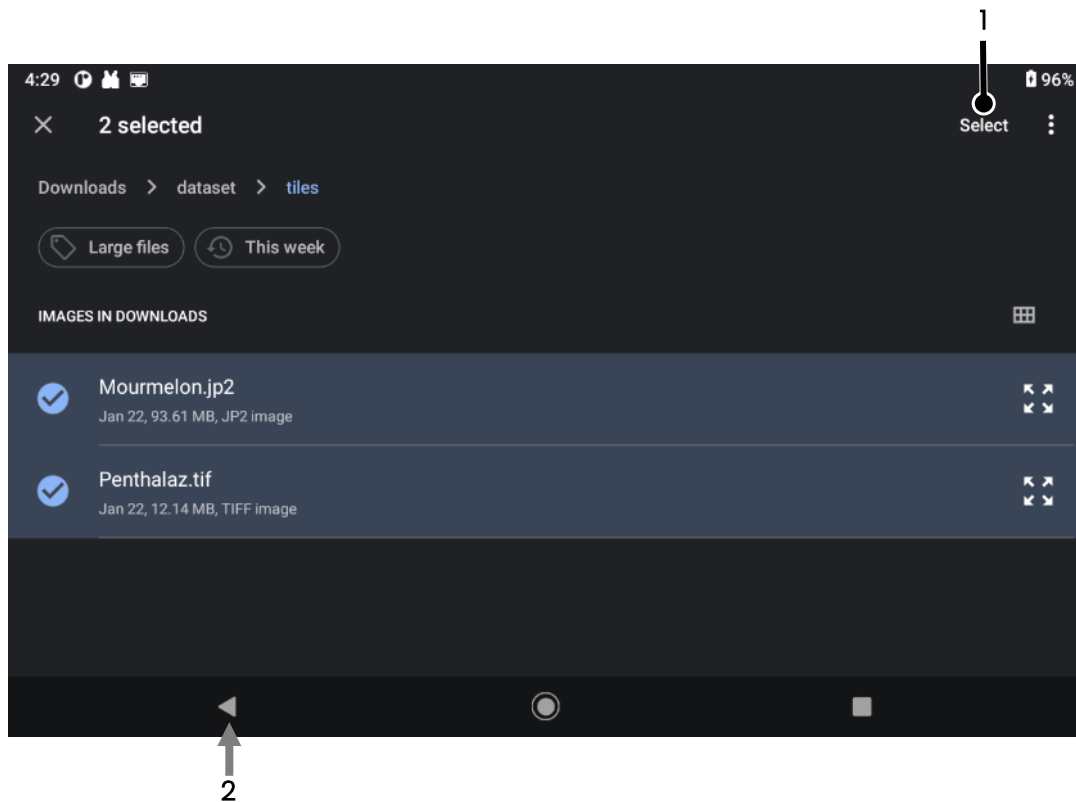 1
4:29 96%
2 selected Select
Downloads > dataset > tiles
Large files This week
IMAGES IN DOWNLOADS
Mourmelon.jp2
Jan 22, 93.61 MB, JP2 image
Penthalaz.tif
Jan 22, 12.14 MB, TIFF image
2